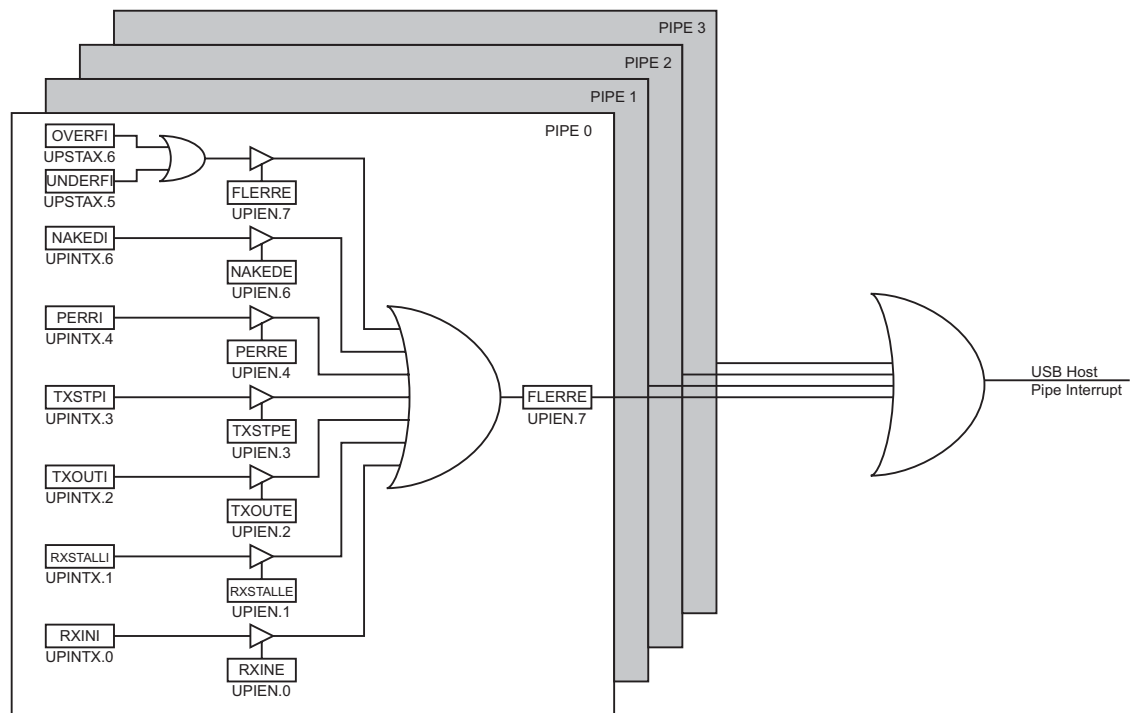 PIPE 3
PIPE 2
PIPE 1
PIPE 0
OVERFI
UPSTAX.6
UNDERFI
UPSTAX.5
FLERRE
UPIEN.7
NAKEDI
UPINTX.6
NAKEDE
UPIEN.6
PERRI
UPINTX.4
PERRE
UPIEN.4
TXSTPI
UPINTX.3
TXSTPE
UPIEN.3
FLERRE
UPIEN.7
TXOUTI
UPINTX.2
TXOUTE
UPIEN.2
RXSTALLI
UPINTX.1
RXSTALLE
UPIEN.1
RXINI
UPINTX.0
RXINE
UPIEN.0
USB Host
Pipe Interrupt